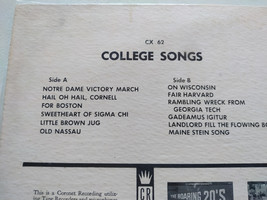 CX 62
COLLEGE SONGS
Side A
NOTRE DAME VICTORY MARCH
HAIL OH HAIL, CORNELL
FOR BOSTON
SWEETHEART OF SIGMA CHI
LITTLE BROWN JUG
OLD NASSAU
Side B
ON WISCONSIN
FAIR HARVARD
RAMBLING WRECK FROM
GEORGIA TECH
GADEAMUS IGITUR
LANDLORD FILL THE FLOWING BO
MAINE STEIN SONG
This is a Coronet Recording utiliz-
CR
ROARING 20'S